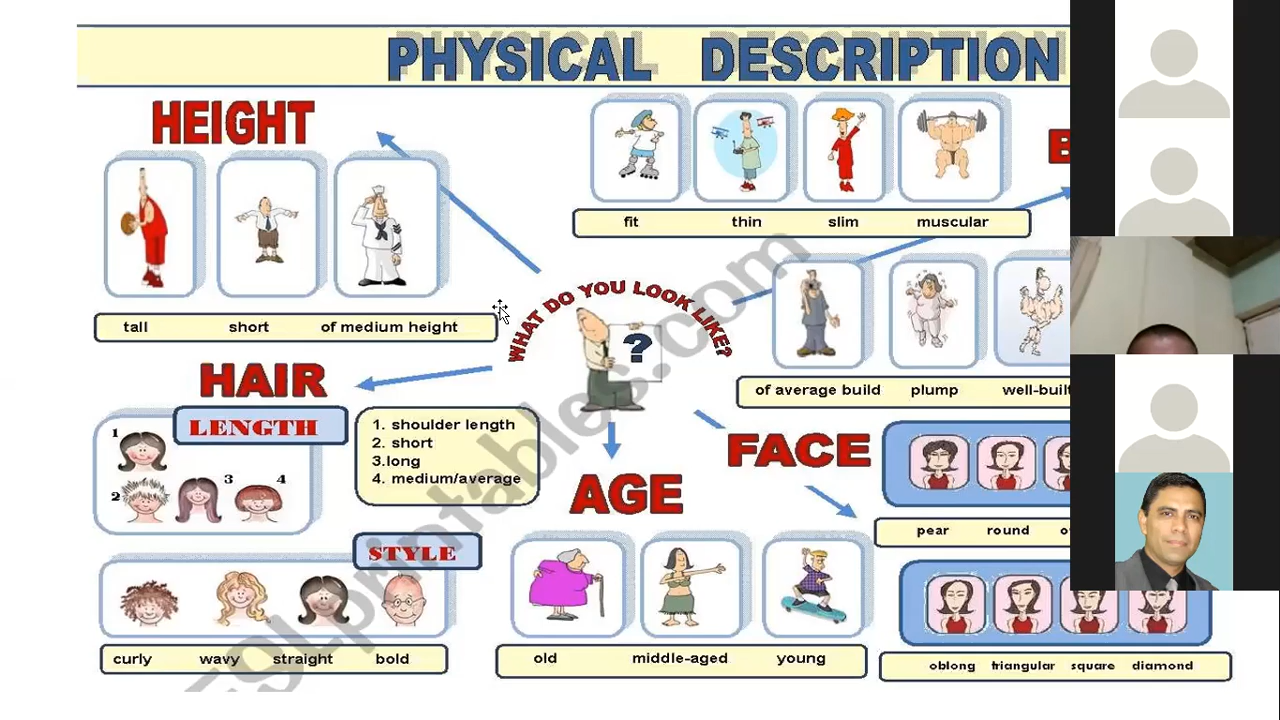 PHYSICAL DESCRIPTION
HEIGHT
tall short of medium height
fit thin slim muscular
B
WHAT DO YOU LOOK LIKE?
?
of average build plump well-built
HAIR
LENGTH
1
2
3
4
1. shoulder length
2. short
3.long
4. medium/average
STYLE
curly wavy straight bold
AGE
old middle-aged young
FACE
pear round
oblong triangular square diamond
ESLprintables.com